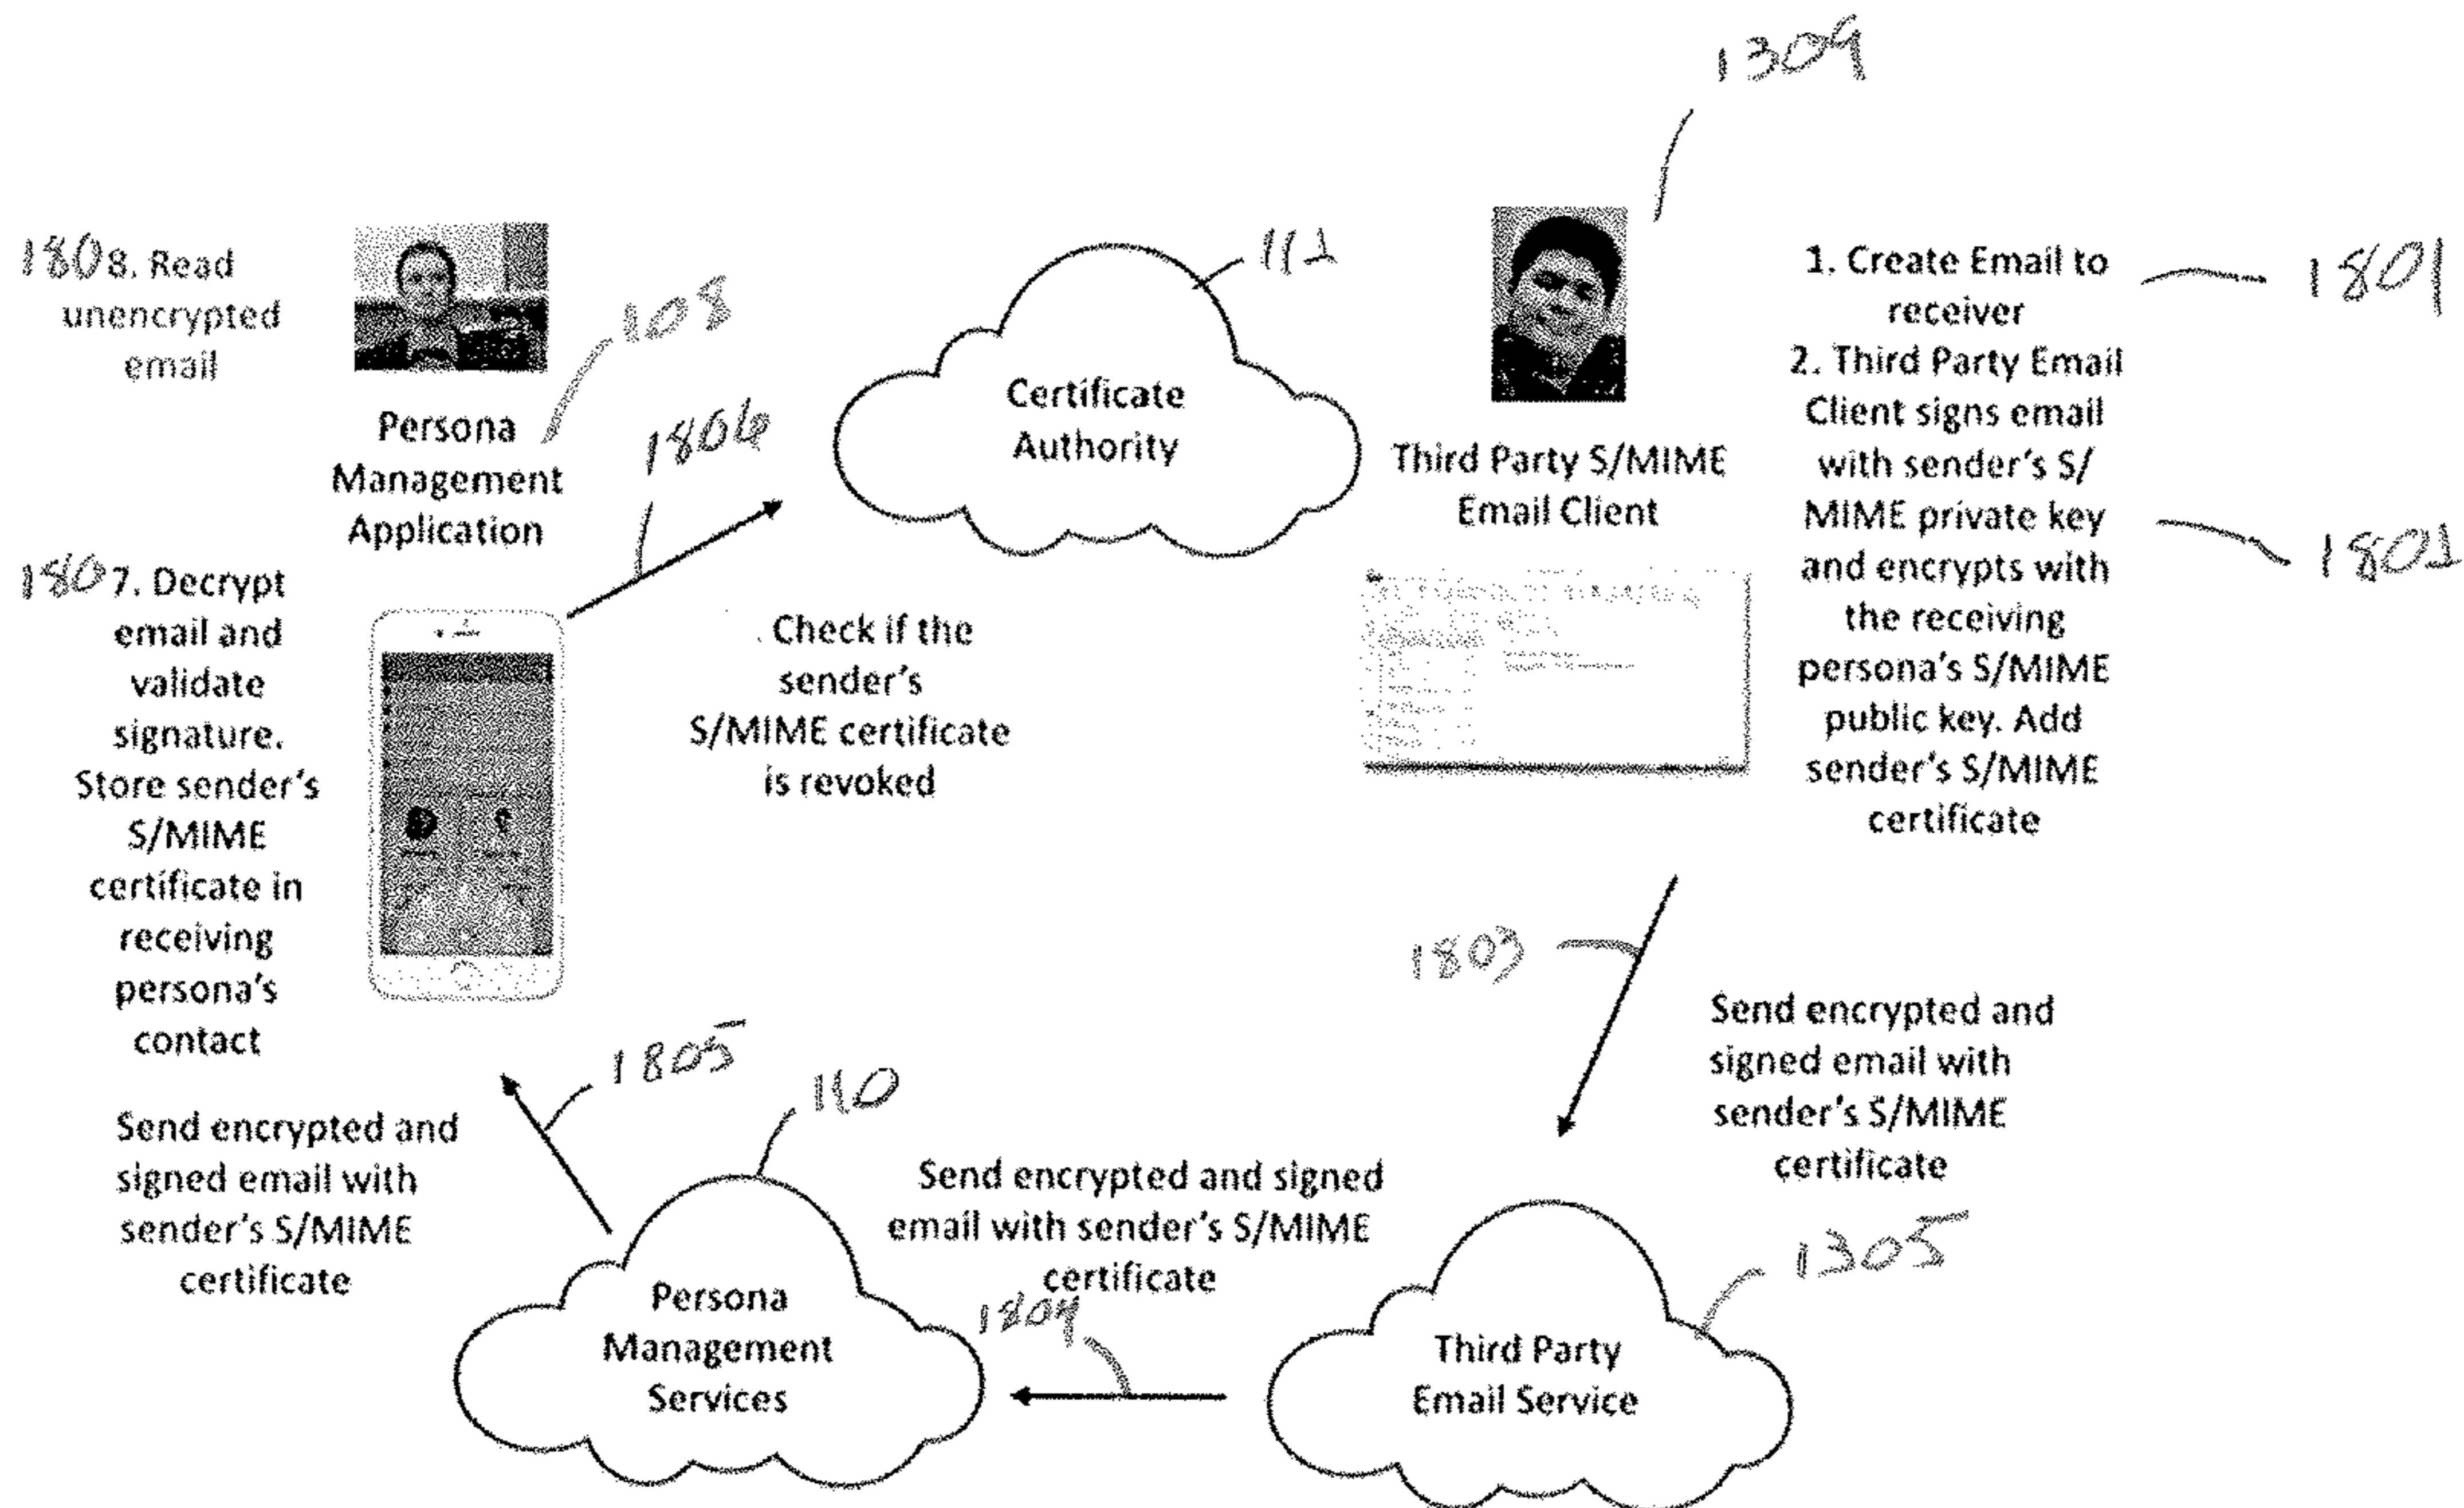 1304
1808. Read
unencrypted
email
108
Persona
Management
Application
1806
112
Certificate
Authority
Third Party S/MIME
Email Client
1. Create Email to
receiver
2. Third Party Email
Client signs email
with sender's S/
MIME private key
and encrypts with
the receiving
persona's S/MIME
public key. Add
sender's S/MIME
certificate
1801
1802
1807. Decrypt
email and
validate
signature.
Store sender's
S/MIME
certificate in
receiving
persona's
contact
Check if the
sender's
S/MIME certificate
is revoked
1803
Send encrypted and
signed email with
sender's S/MIME
certificate
1805
110
Send encrypted and
signed email with
sender's S/MIME
certificate
Send encrypted and signed
email with sender's S/MIME
certificate
1804
1305
Persona
Management
Services
Third Party
Email Service